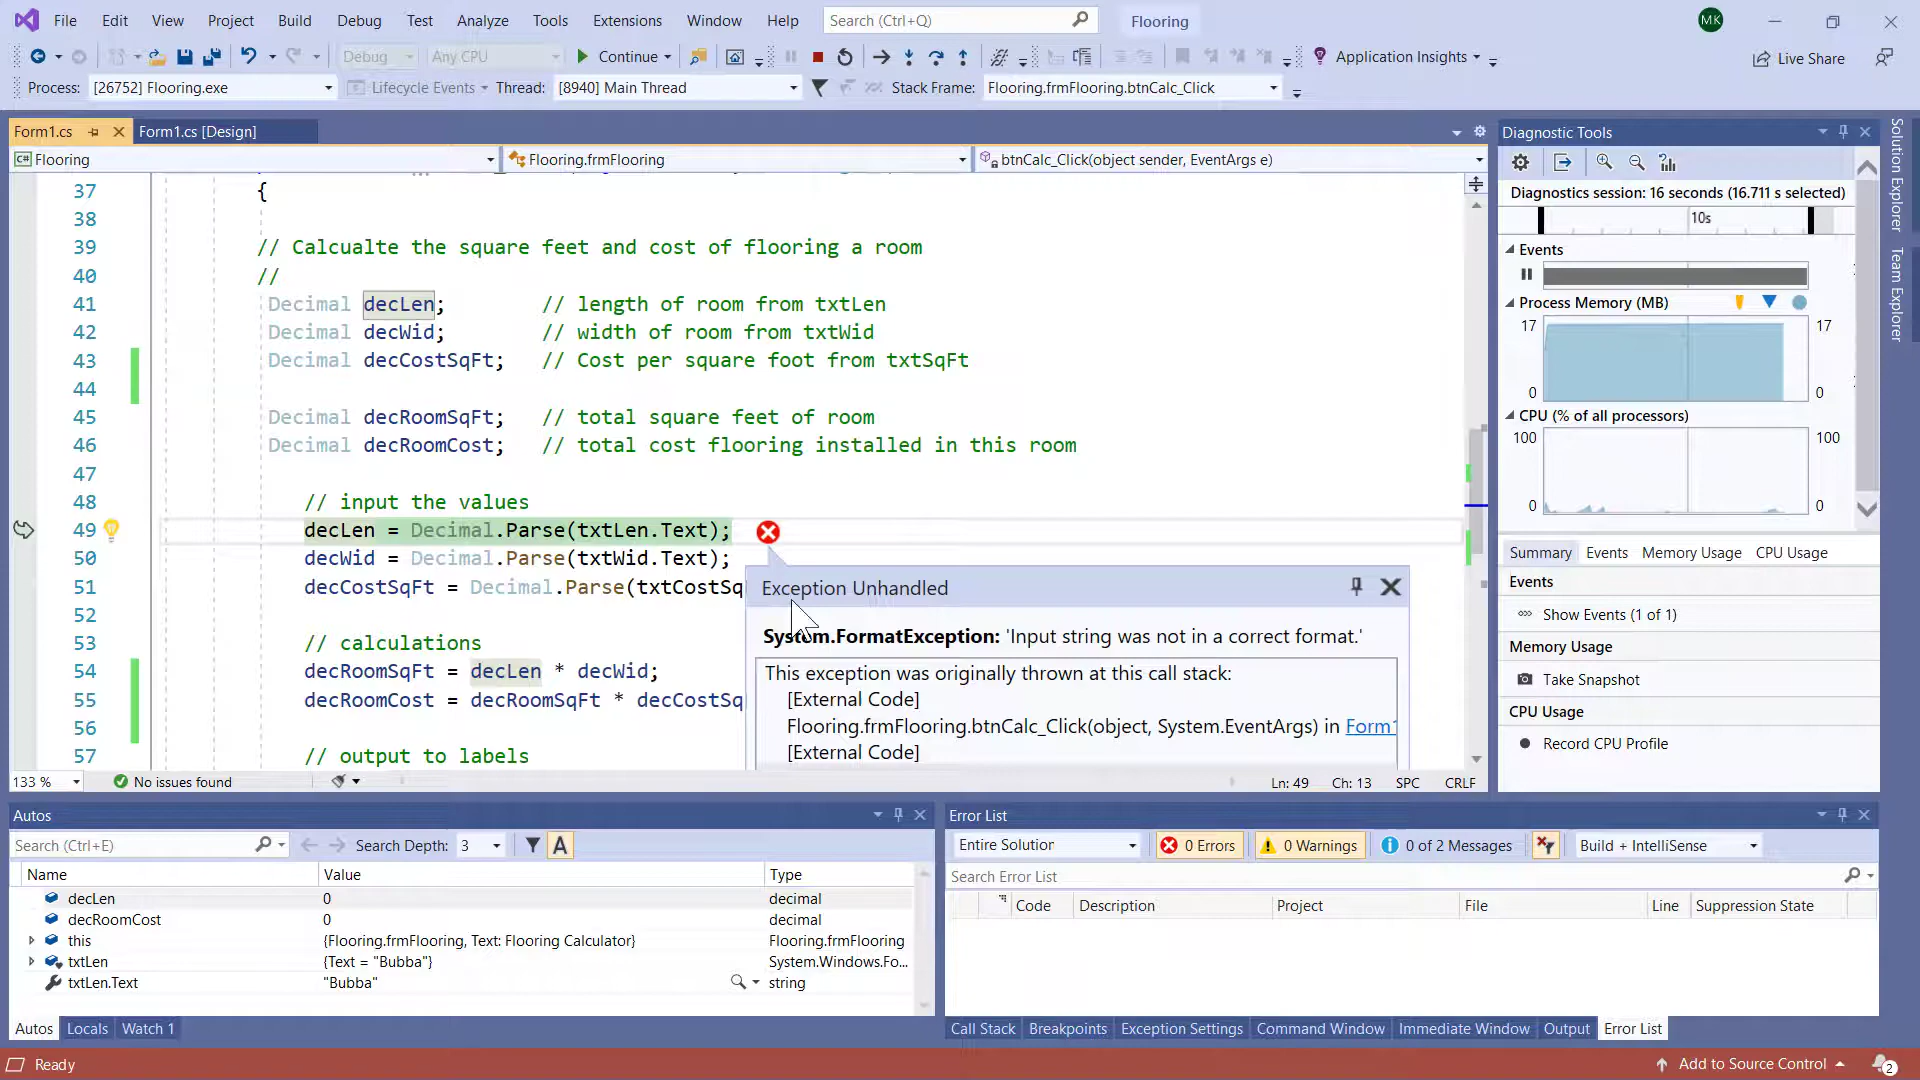 File Edit View Project Build Debug Test Analyze Tools Extensions Window Help Search (Ctrl+Q) Flooring MK
Debug Any CPU Continue Application Insights Live Share
Process: [26752] Flooring.exe Lifecycle Events Thread: [8940] Main Thread Stack Frame: Flooring.frmFlooring.btnCalc_Click
Form1.cs Form1.cs [Design]
C# Flooring Flooring.frmFlooring btnCalc_Click(object sender, EventArgs e)
37 {
38
39 // Calcualte the square feet and cost of flooring a room
40 //
41 Decimal decLen; // length of room from txtLen
42 Decimal decWid; // width of room from txtWid
43 Decimal decCostSqFt; // Cost per square foot from txtSqFt
44
45 Decimal decRoomSqFt; // total square feet of room
46 Decimal decRoomCost; // total cost flooring installed in this room
47
48 // input the values
49 decLen = Decimal.Parse(txtLen.Text);
50 decWid = Decimal.Parse(txtWid.Text);
51 decCostSqFt = Decimal.Parse(txtCostSq
52
53 // calculations
54 decRoomSqFt = decLen * decWid;
55 decRoomCost = decRoomSqFt * decCostSq
56
57 // output to labels
Exception Unhandled
System.FormatException: 'Input string was not in a correct format.'
This exception was originally thrown at this call stack:
[External Code]
Flooring.frmFlooring.btnCalc_Click(object, System.EventArgs) in Form1
[External Code]
133 % No issues found Ln: 49 Ch: 13 SPC CRLF
Diagnostic Tools
Diagnostics session: 16 seconds (16.711 s selected)
10s
Events
Process Memory (MB)
17 17
0 0
CPU (% of all processors)
100 100
0 0
Summary Events Memory Usage CPU Usage
Events
Show Events (1 of 1)
Memory Usage
Take Snapshot
CPU Usage
Record CPU Profile
Solution Explorer
Team Explorer
Autos
Search (Ctrl+E) Search Depth: 3 A
Name Value Type
decLen 0 decimal
decRoomCost 0 decimal
this {Flooring.frmFlooring, Text: Flooring Calculator} Flooring.frmFlooring
txtLen {Text = "Bubba"} System.Windows.Fo...
txtLen.Text "Bubba" string
Autos Locals Watch 1
Error List
Entire Solution 0 Errors 0 Warnings 0 of 2 Messages Build + IntelliSense
Search Error List
Code Description Project File Line Suppression State
Call Stack Breakpoints Exception Settings Command Window Immediate Window Output Error List
Ready Add to Source Control 2